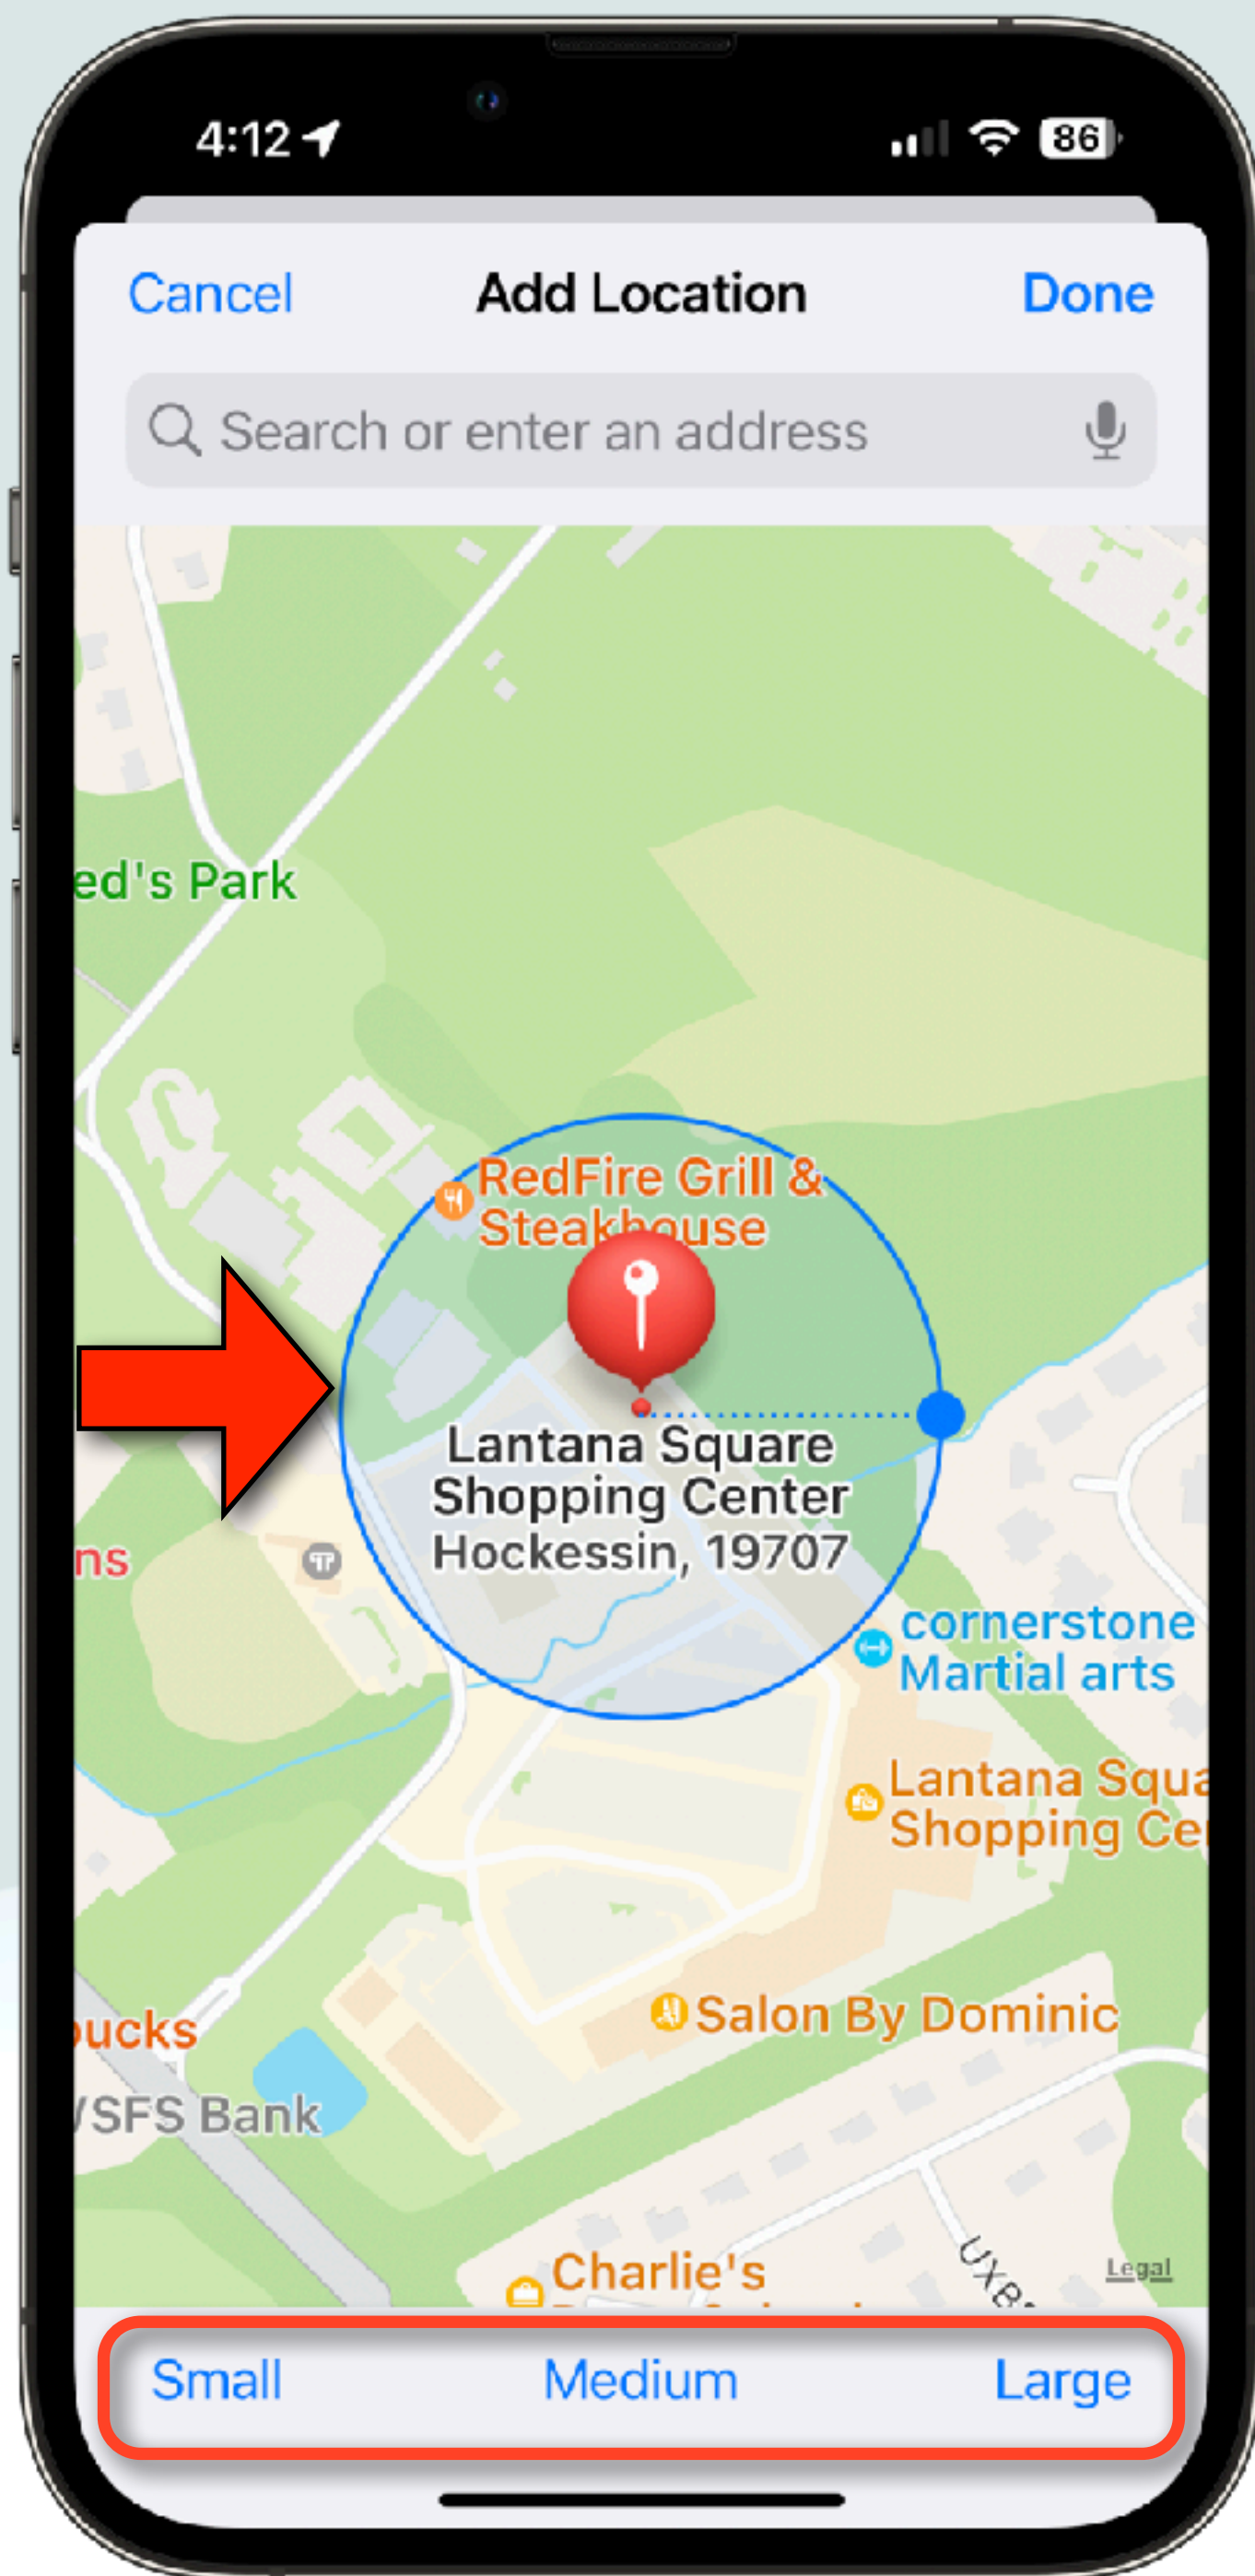 4:12
86
Cancel
Add Location
Done
Search or enter an address
ed's Park
RedFire Grill &
Steakhouse
Lantana Square
Shopping Center
Hockessin, 19707
ns
cornerstone
Martial arts
Lantana Squa
Shopping Ce
ucks
SFS Bank
Salon By Dominic
Charlie's
UXB
Legal
Small
Medium
Large